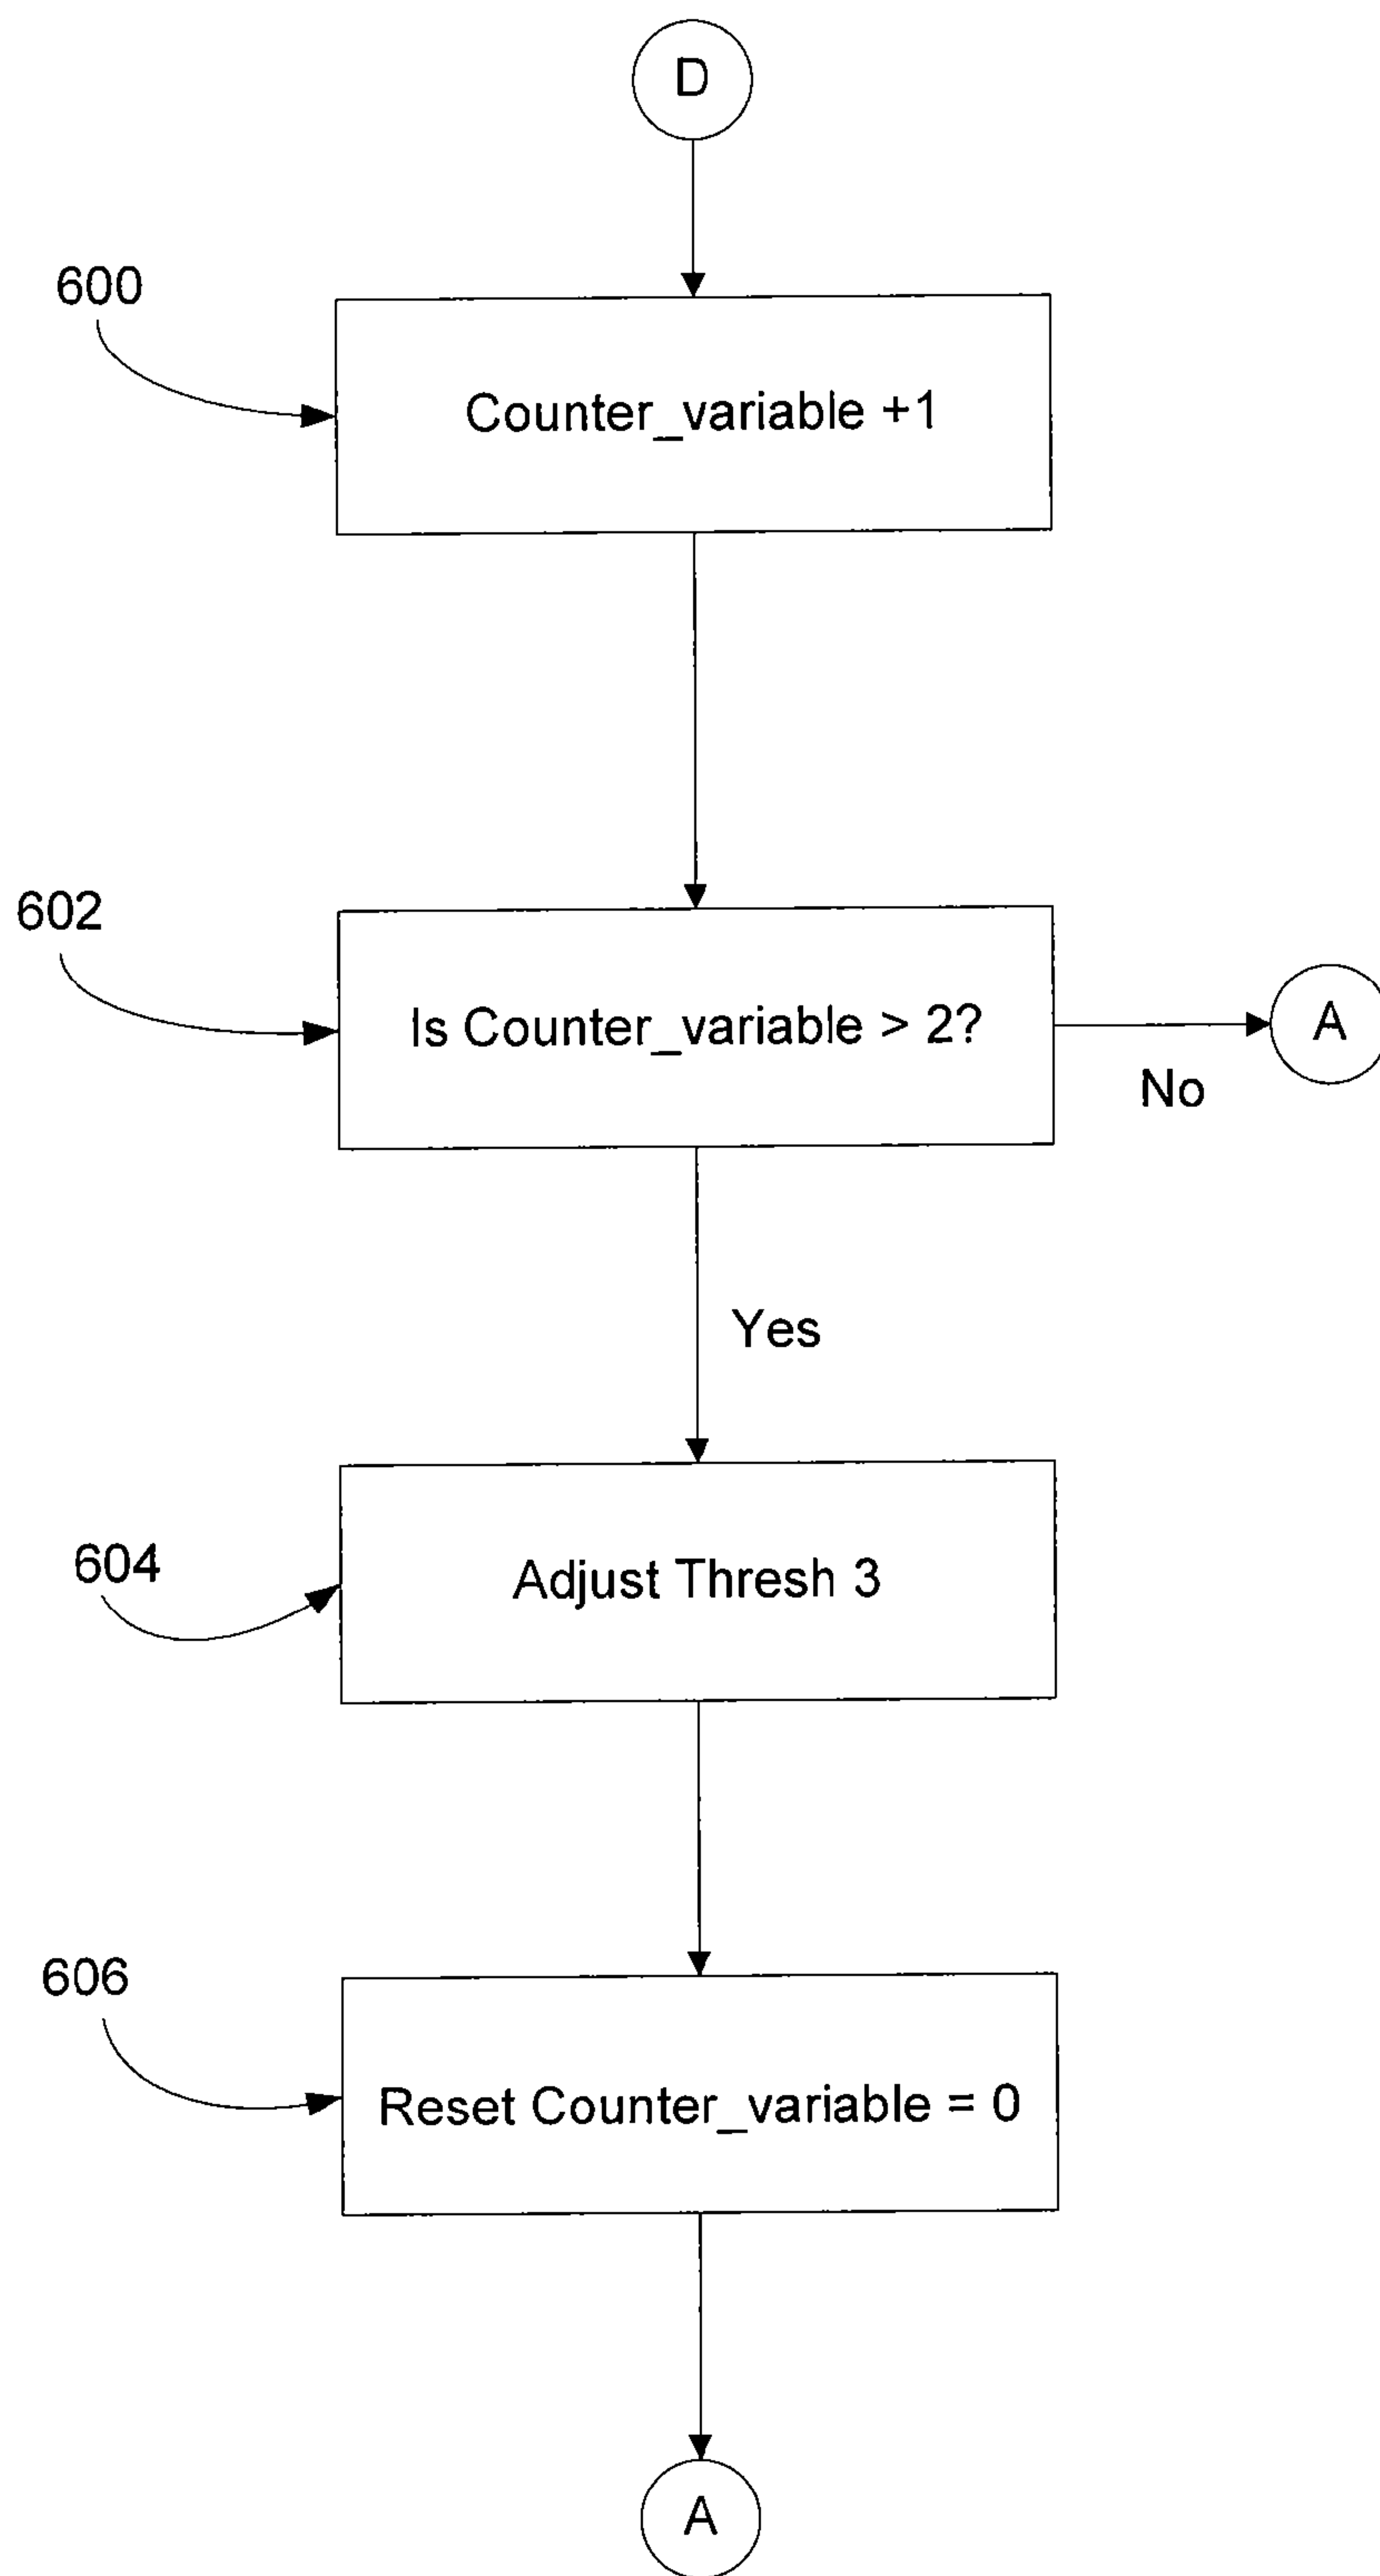 D
600
Counter_variable +1
602
Is Counter_variable > 2?
A
No
Yes
604
Adjust Thresh 3
606
Reset Counter_variable = 0
A